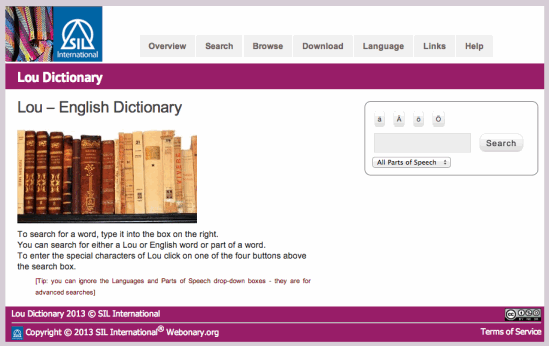 SIL
International
Overview Search Browse Download Language Links Help
Lou Dictionary
Lou – English Dictionary
ä Ä ö Ö
Search
All Parts of Speech
To search for a word, type it into the box on the right.
You can search for either a Lou or English word or part of a word.
To enter the special characters of Lou click on one of the four buttons above
the search box.
[Tip: you can ignore the Languages and Parts of Speech drop-down boxes - they are for
advanced searches]
Lou Dictionary 2013 © SIL International
Copyright © 2013 SIL International® Webonary.org
Terms of Service